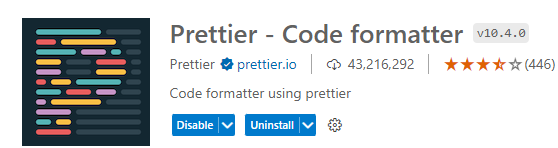 Prettier - Code formatter v10.4.0
Prettier prettier.io 43,216,292 (446)
Code formatter using prettier
Disable Uninstall